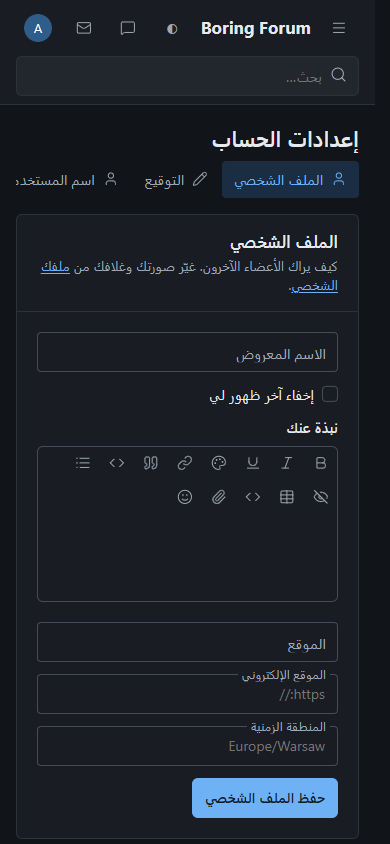 A
Boring Forum
بحث...
إعدادات الحساب
الملف الشخصي
التوقيع
اسم المستخدم
الملف الشخصي
كيف يراك الأعضاء الآخرون. غيّر صورتك وغلافك من ملفك
الشخصي.
الاسم المعروض
إخفاء آخر ظهور لي
نبذة عنك
الموقع
الموقع الإلكتروني
https://
المنطقة الزمنية
Europe/Warsaw
حفظ الملف الشخصي